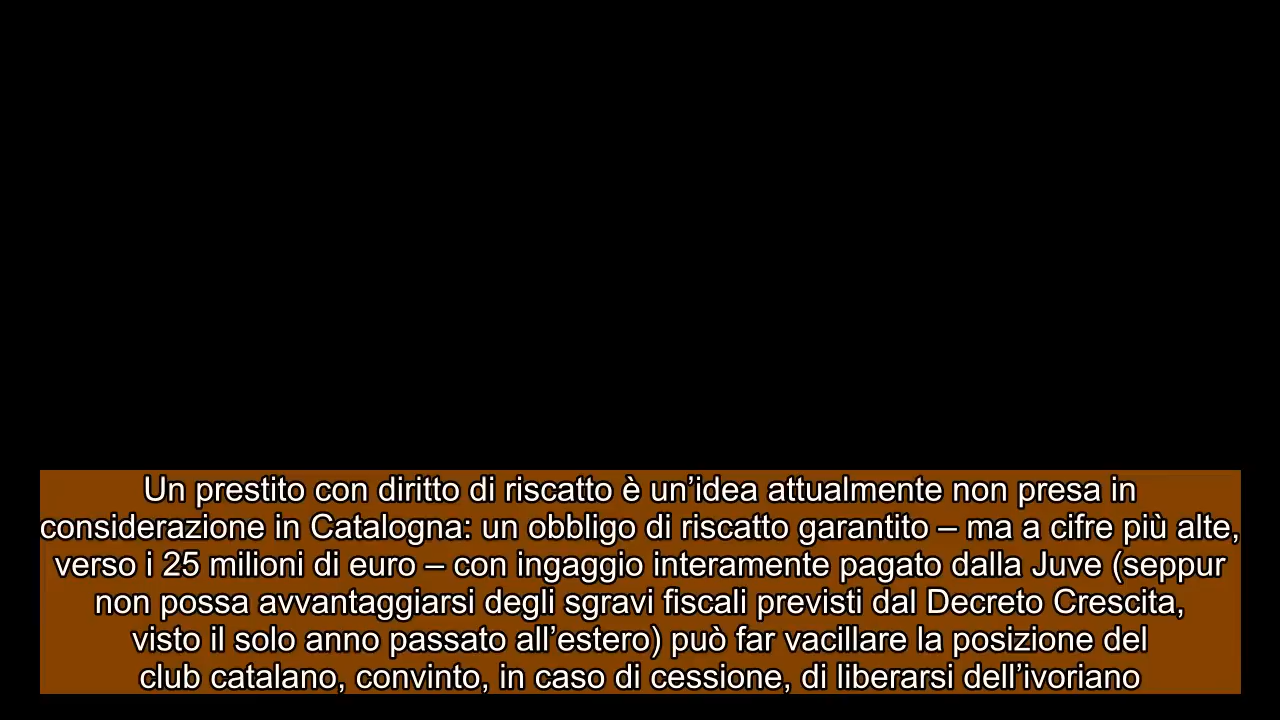 Un prestito con diritto di riscatto è un’idea attualmente non presa in
considerazione in Catalogna: un obbligo di riscatto garantito – ma a cifre più alte,
verso i 25 milioni di euro – con ingaggio interamente pagato dalla Juve (seppur
non possa avvantaggiarsi degli sgravi fiscali previsti dal Decreto Crescita,
visto il solo anno passato all’estero) può far vacillare la posizione del
club catalano, convinto, in caso di cessione, di liberarsi dell’ivoriano